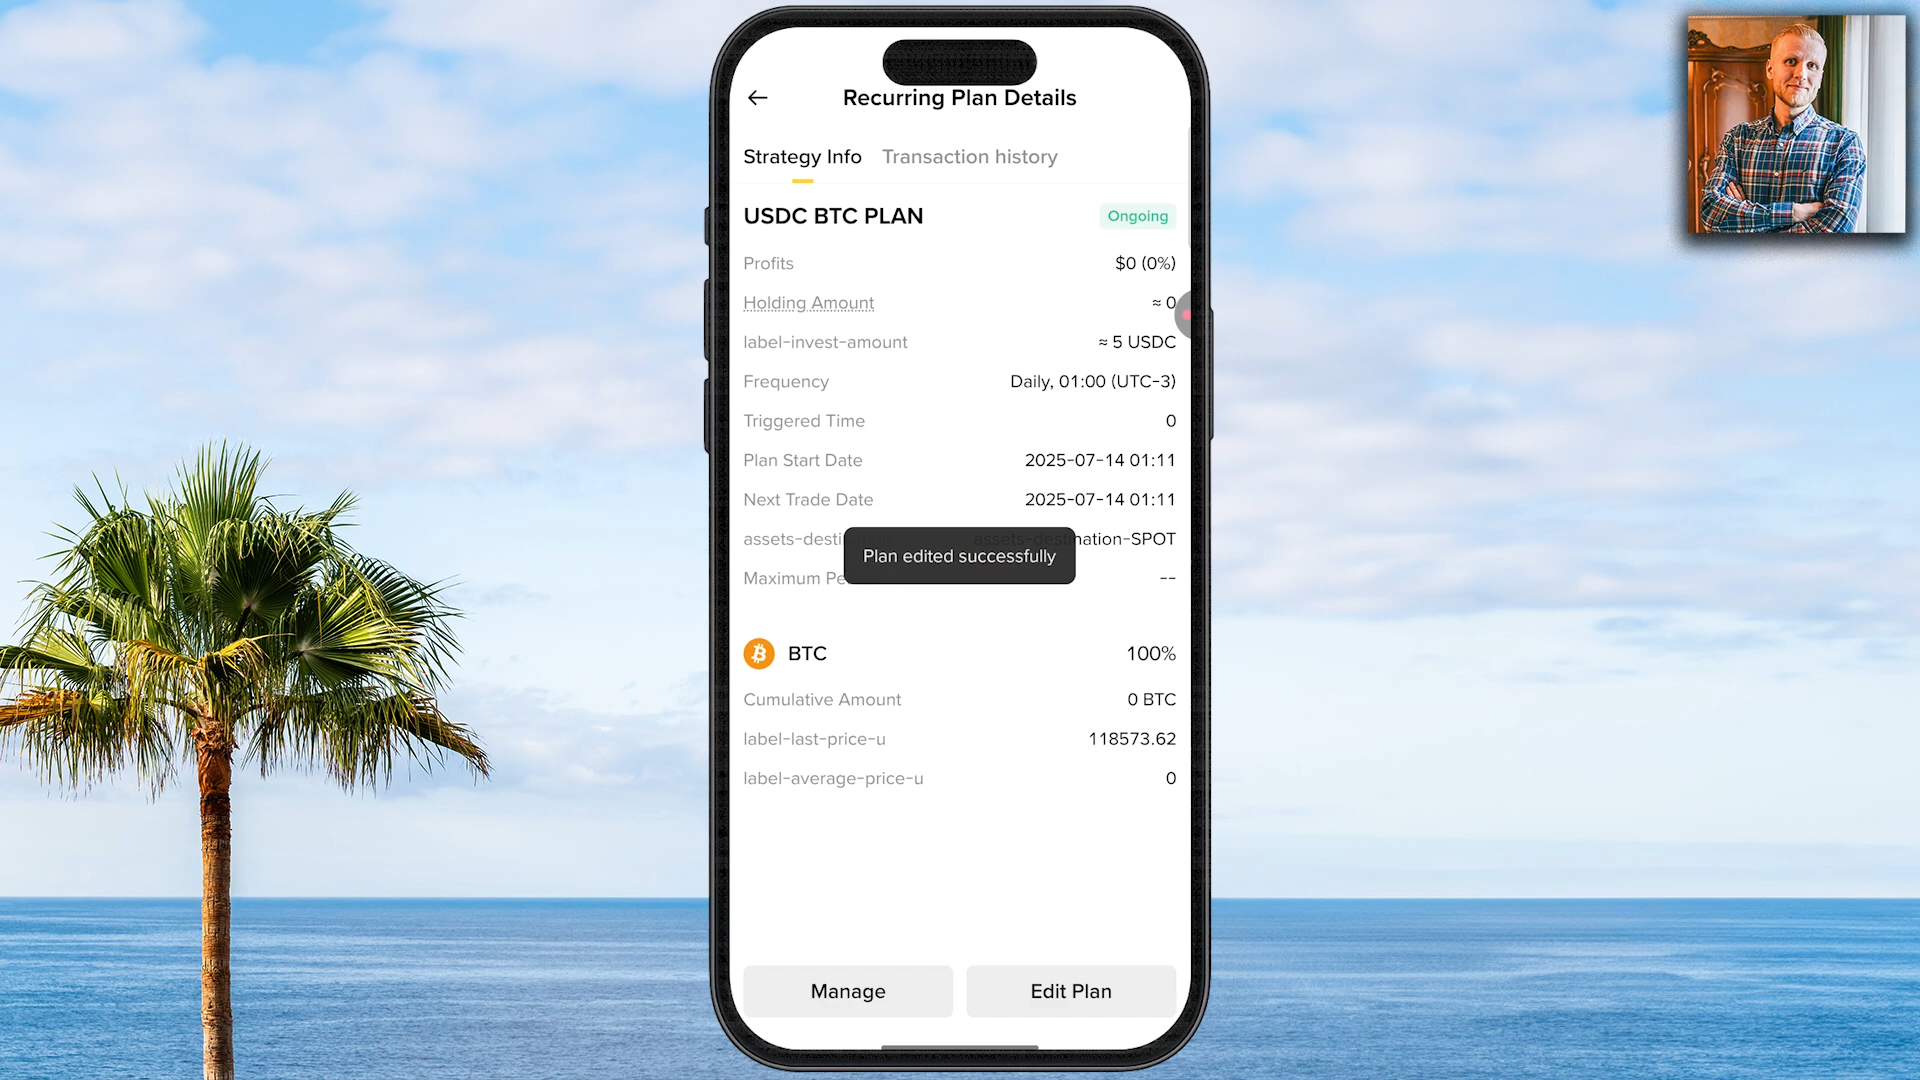 Recurring Plan Details
Strategy Info Transaction history
USDC BTC PLAN Ongoing
Profits $0 (0%)
Holding Amount ≈ 0
label-invest-amount ≈ 5 USDC
Frequency Daily, 01:00 (UTC-3)
Triggered Time 0
Plan Start Date 2025-07-14 01:11
Next Trade Date 2025-07-14 01:11
assets-destination-SPOT
Plan edited successfully
Maximum --
BTC 100%
Cumulative Amount 0 BTC
label-last-price-u 118573.62
label-average-price-u 0
Manage Edit Plan